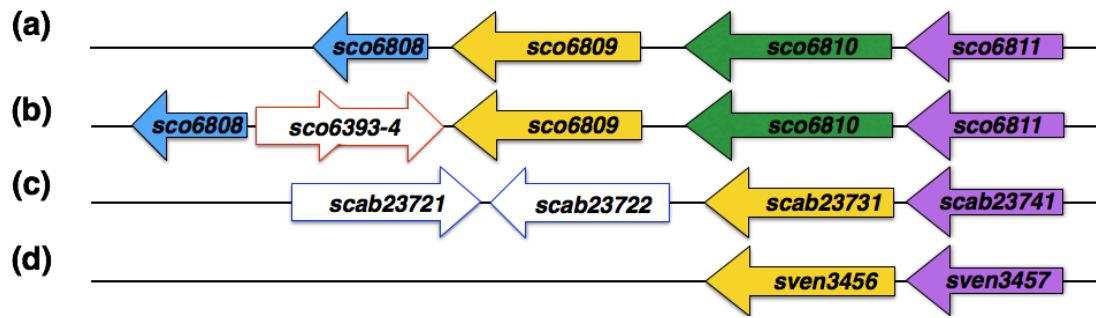 (a) sco6808 sco6809 sco6810 sco6811
(b) sco6808 sco6393-4 sco6809 sco6810 sco6811
(c) scab23721 scab23722 scab23731 scab23741
(d) sven3456 sven3457